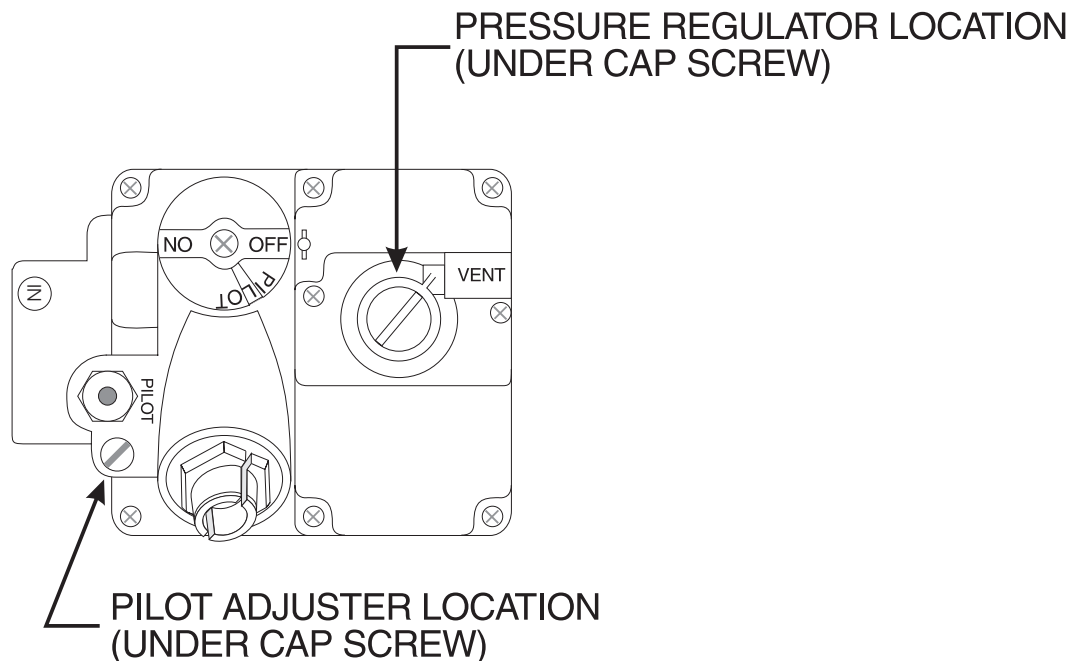 PRESSURE REGULATOR LOCATION
(UNDER CAP SCREW)
NO
OFF
PILOT
VENT
IN
PILOT
PILOT ADJUSTER LOCATION
(UNDER CAP SCREW)